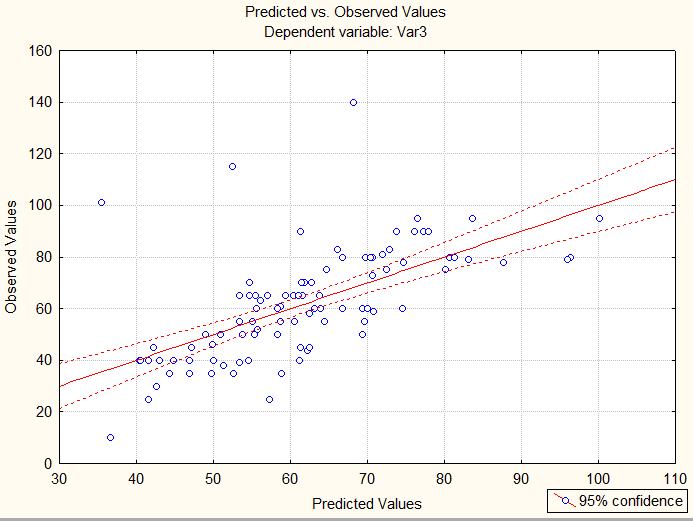 Predicted vs. Observed Values
Dependent variable: Var3
160
140
120
100
80
60
40
20
0
Observed Values
30 40 50 60 70 80 90 100 110
Predicted Values
95% confidence